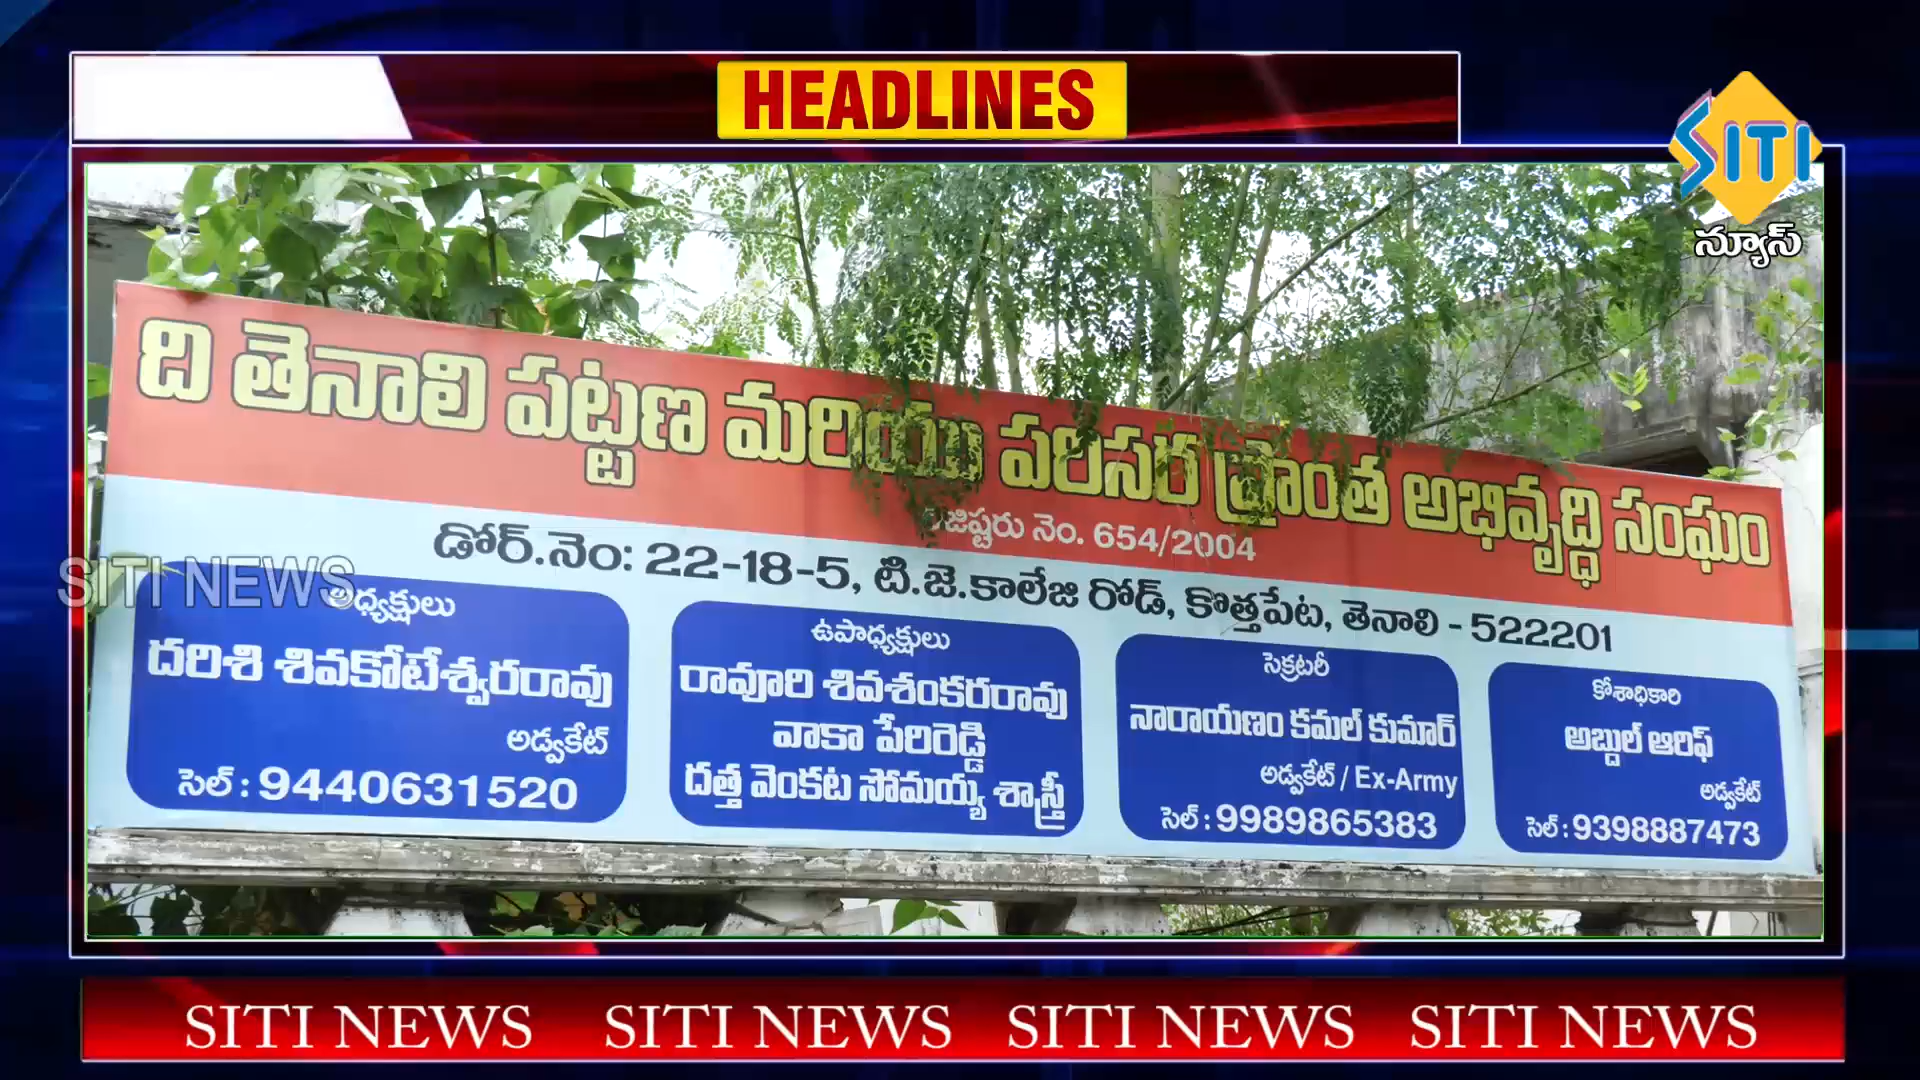 HEADLINES
SITI
న్యూస్
ది తెనాలి పట్టణ మరియు పరిసర ప్రాంత అభివృద్ధి సంఘం
నెం. 654/2004
డోర్.నెం: 22-18-5, టి.జె.కాలేజి రోడ్, కొత్తపేట, తెనాలి - 522201
SITI NEWS
అధ్యక్షులు
దరిశి శివకోటేశ్వరరావు
అడ్వకేట్
సెల్ : 9440631520
ఉపాధ్యక్షులు
రావూరి శివశంకరరావు
వాకా పేరిరెడ్డి
దత్త వెంకట సోమయ్య శాస్త్రి
సెక్రటరీ
నారాయణం కమల్ కుమార్
అడ్వకేట్ / Ex-Army
సెల్ : 9989865383
కోశాధికారి
అబ్దుల్ ఆరిఫ్
అడ్వకేట్
సెల్ : 9398887473
SITI NEWS SITI NEWS SITI NEWS SITI NEWS